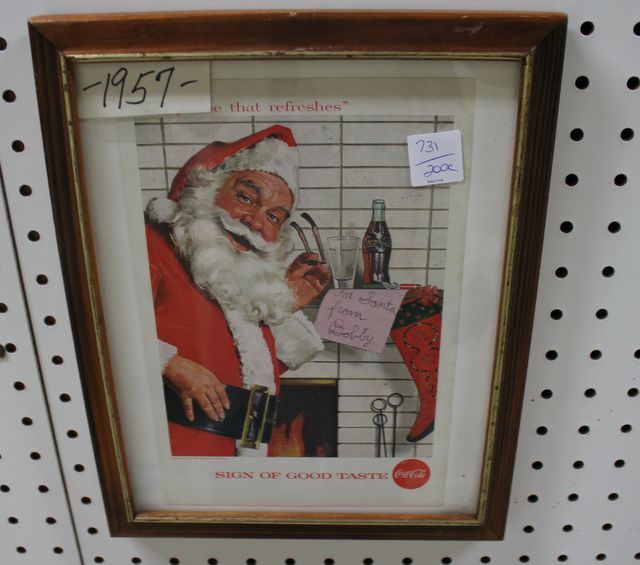 -1957-
that refreshes"
731
200c
For Santa
from
Bobby
SIGN OF GOOD TASTE
Coca-Cola